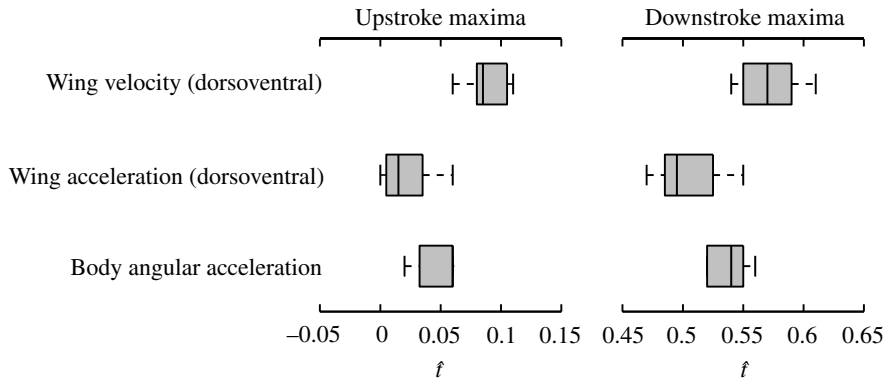 Upstroke maxima Downstroke maxima
Wing velocity (dorsoventral)
Wing acceleration (dorsoventral)
Body angular acceleration
–0.05 0 0.05 0.1 0.15 0.45 0.5 0.55 0.6 0.65
t̂ t̂